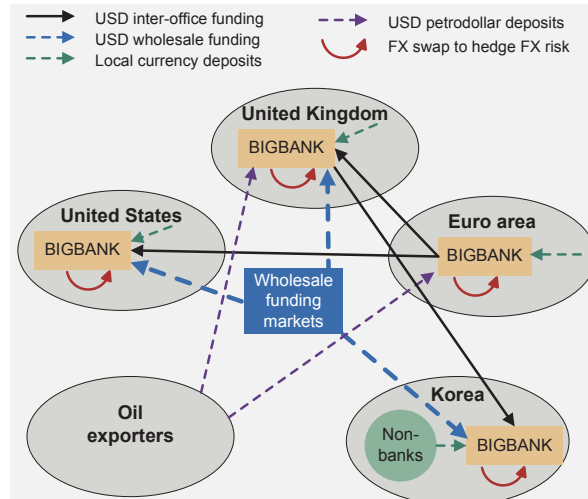 USD inter-office funding
USD petrodollar deposits
USD wholesale funding
FX swap to hedge FX risk
Local currency deposits
United Kingdom
BIGBANK
United States
BIGBANK
Euro area
BIGBANK
Wholesale
funding
markets
Oil
exporters
Korea
Non-
banks
BIGBANK